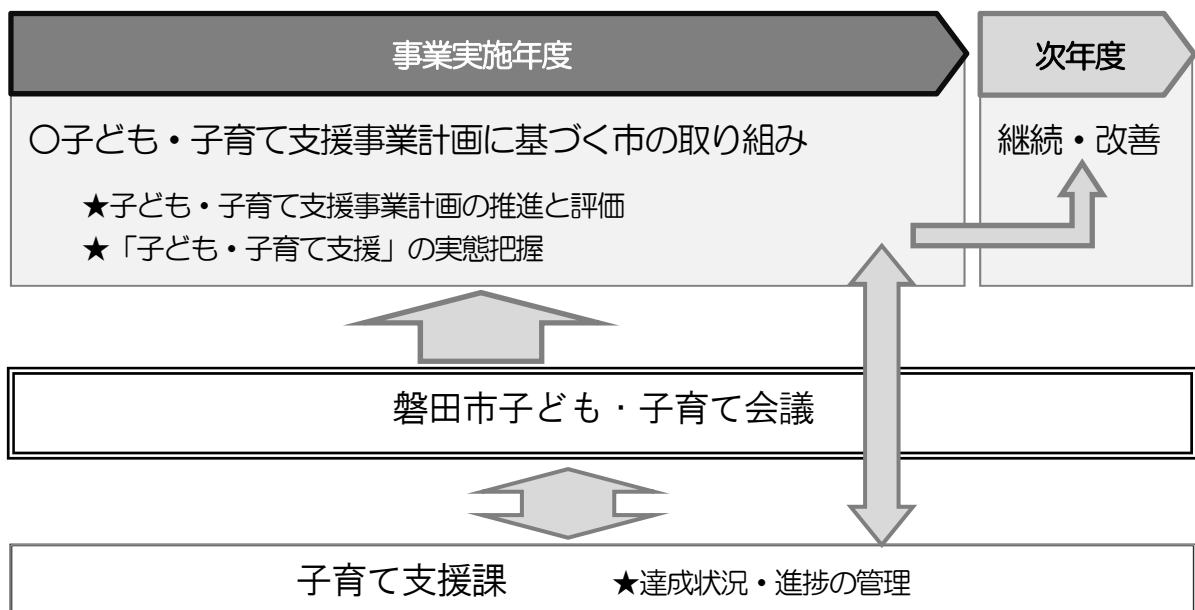 事業実施年度
次年度
〇子ども・子育て支援事業計画に基づく市の取り組み
★子ども・子育て支援事業計画の推進と評価
★「子ども・子育て支援」の実態把握
継続・改善
磐田市子ども・子育て会議
子育て支援課
★達成状況・進捗の管理